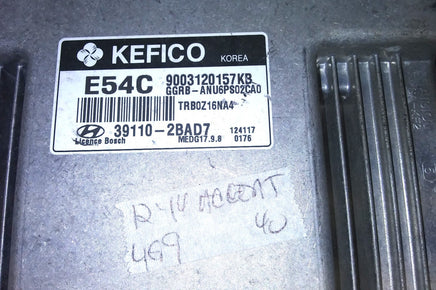 KEFICO KOREA
E54C 9003120157KB
GGRB-ANU6PS02CA0
TRB0Z16NA4
39110-2BAD7 124117
Licence Bosch MEDG17.9.8 0176
12-14 ACCENT
469 40